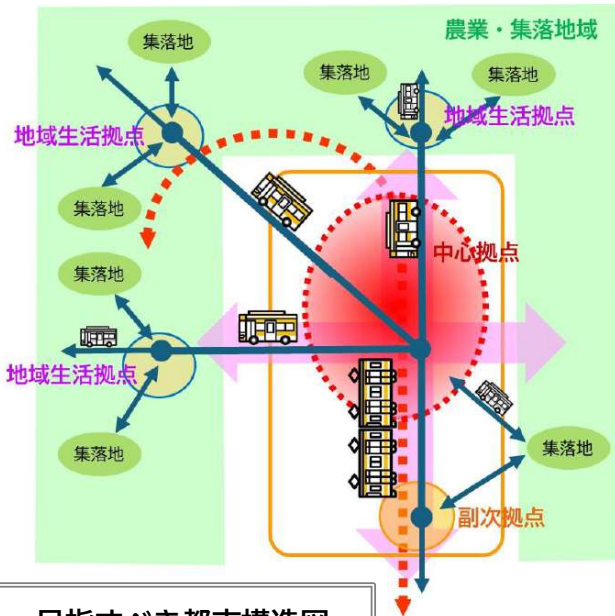 農業・集落地域
集落地
集落地
集落地
地域生活拠点
地域生活拠点
集落地
中心拠点
集落地
地域生活拠点
集落地
集落地
副次拠点
目指すべき都市構造図